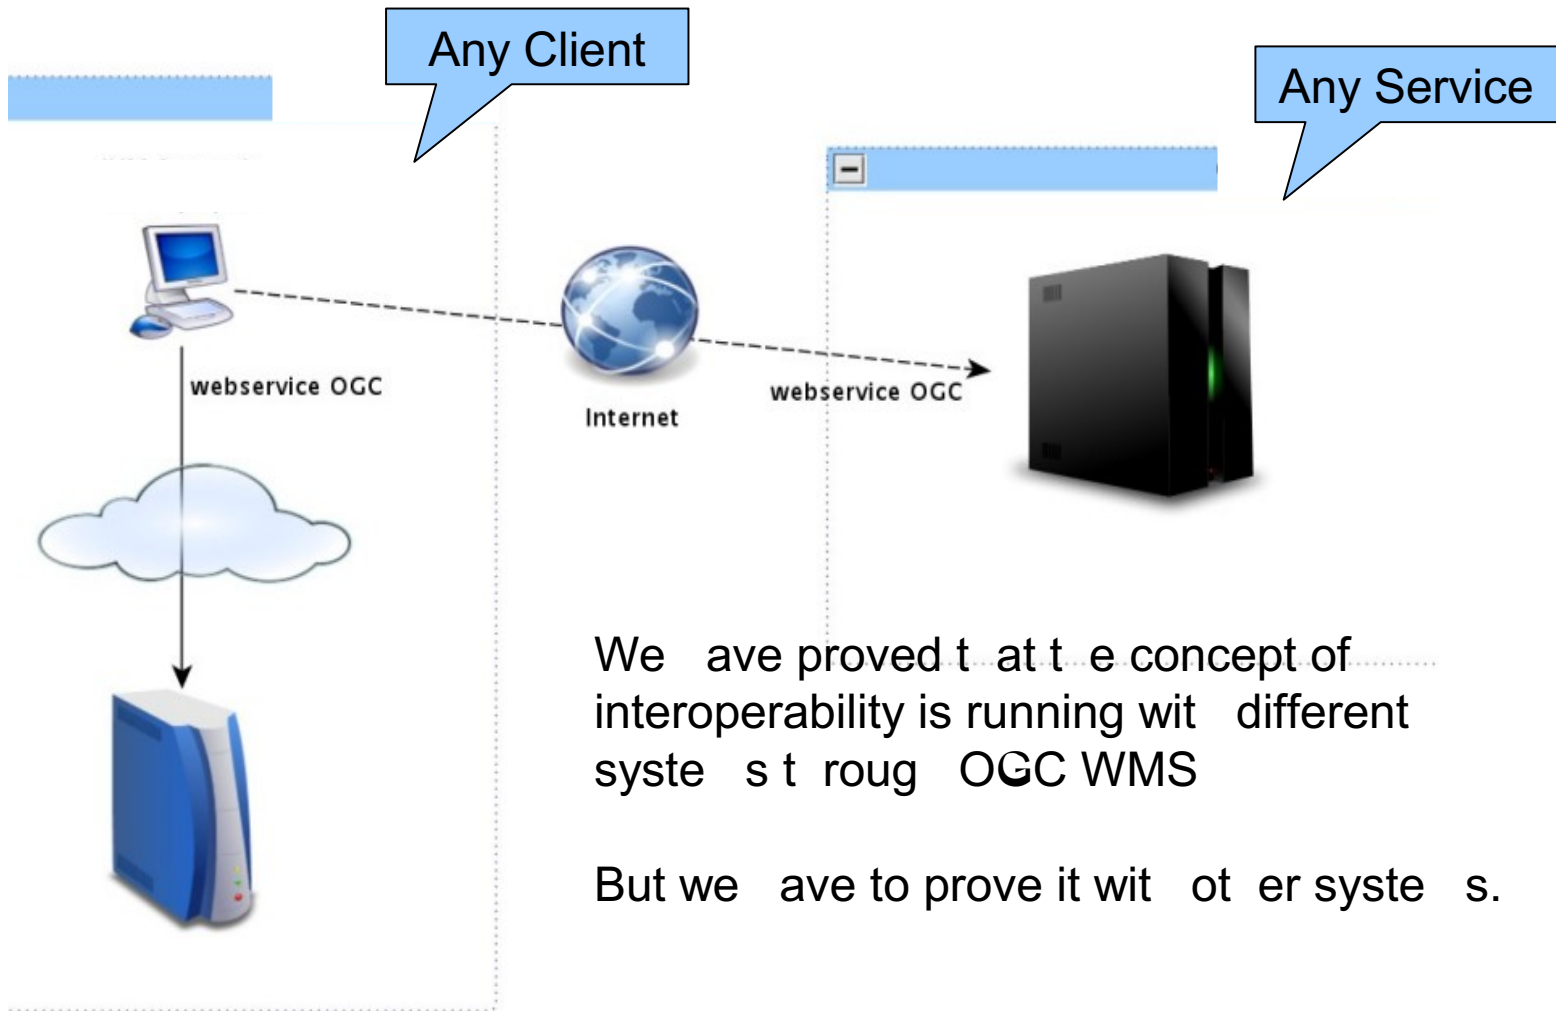 Any Client
Any Service
webservice OGC
Internet
webservice OGC
We ave proved t at t e concept of
interoperability is running wit different
syste s t roug OGC WMS
But we ave to prove it wit ot er syste s.